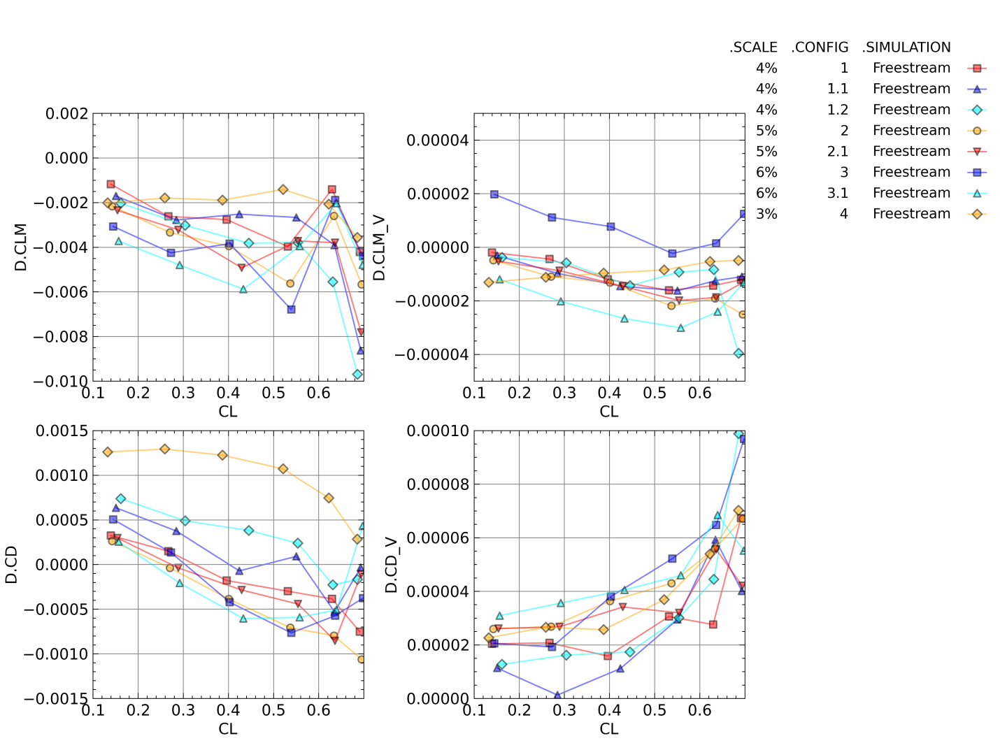 .SCALE .CONFIG .SIMULATION
4% 1 Freestream
4% 1.1 Freestream
4% 1.2 Freestream
5% 2 Freestream
5% 2.1 Freestream
6% 3 Freestream
6% 3.1 Freestream
3% 4 Freestream
D.CLM
0.002
0.000
−0.002
−0.004
−0.006
−0.008
−0.010
0.1 0.2 0.3 0.4 0.5 0.6
CL
D.CLM_V
0.00004
0.00002
0.00000
−0.00002
−0.00004
0.1 0.2 0.3 0.4 0.5 0.6
CL
D.CD
0.0015
0.0010
0.0005
0.0000
−0.0005
−0.0010
−0.0015
0.1 0.2 0.3 0.4 0.5 0.6
CL
D.CD_V
0.00010
0.00008
0.00006
0.00004
0.00002
0.00000
0.1 0.2 0.3 0.4 0.5 0.6
CL